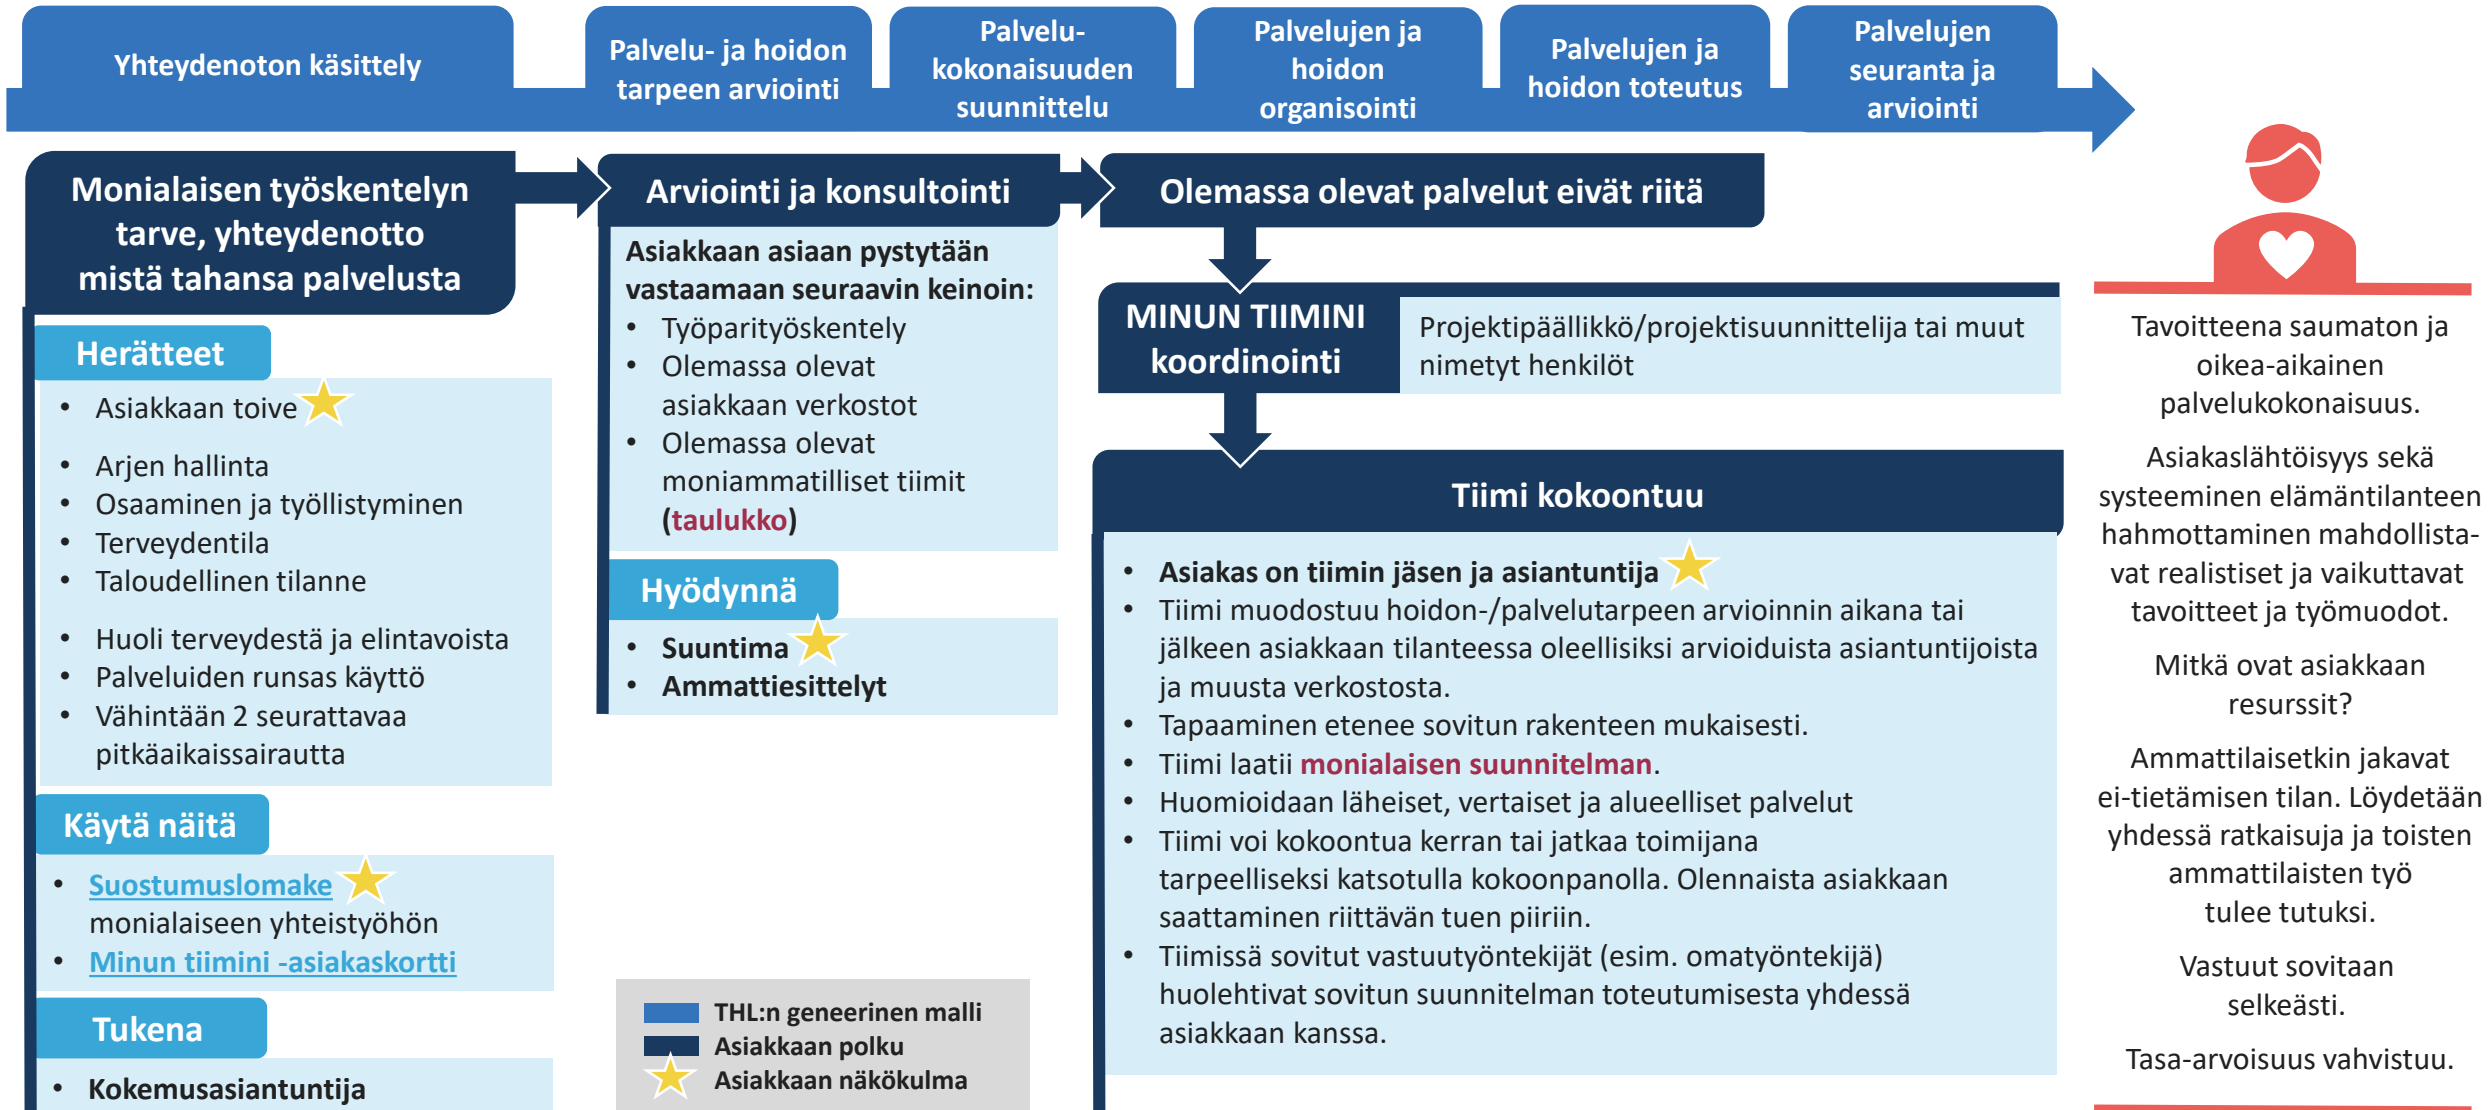 Yhteydenoton käsittely
Palvelu- ja hoidon
tarpeen arviointi
Palvelu-
kokonaisuuden
suunnittelu
Palvelujen ja
hoidon
organisointi
Palvelujen ja
hoidon toteutus
Palvelujen
seuranta ja
arviointi
Monialaisen työskentelyn
tarve, yhteydenotto
mistä tahansa palvelusta
Herätteet
• Asiakkaan toive
• Arjen hallinta
• Osaaminen ja työllistyminen
• Terveydentila
• Taloudellinen tilanne
• Huoli terveydestä ja elintavoista
• Palveluiden runsas käyttö
• Vähintään 2 seurattavaa
pitkäaikaissairautta
Käytä näitä
• Suostumuslomake
monialaiseen yhteistyöhön
• Minun tiimini -asiakaskortti
Tukena
• Kokemusasiantuntija
Arviointi ja konsultointi
Asiakkaan asiaan pystytään
vastaamaan seuraavin keinoin:
• Työparityöskentely
• Olemassa olevat
asiakkaan verkostot
• Olemassa olevat
moniammatilliset tiimit
(taulukko)
Hyödynnä
• Suuntima
• Ammattiesittelyt
THL:n geneerinen malli
Asiakkaan polku
Asiakkaan näkökulma
Olemassa olevat palvelut eivät riitä
MINUN TIIMINI
koordinointi
Projektipäällikkö/projektisuunnittelija tai muut
nimetyt henkilöt
Tiimi kokoontuu
• Asiakas on tiimin jäsen ja asiantuntija
• Tiimi muodostuu hoidon-/palvelutarpeen arvioinnin aikana tai
jälkeen asiakkaan tilanteessa oleellisiksi arvioiduista asiantuntijoista
ja muusta verkostosta.
• Tapaaminen etenee sovitun rakenteen mukaisesti.
• Tiimi laatii monialaisen suunnitelman.
• Huomioidaan läheiset, vertaiset ja alueelliset palvelut
• Tiimi voi kokoontua kerran tai jatkaa toimijana
tarpeelliseksi katsotulla kokoonpanolla. Olennaista asiakkaan
saattaminen riittävän tuen piiriin.
• Tiimissä sovitut vastuutyöntekijät (esim. omatyöntekijä)
huolehtivat sovitun suunnitelman toteutumisesta yhdessä
asiakkaan kanssa.
Tavoitteena saumaton ja
oikea-aikainen
palvelukokonaisuus.
Asiakaslähtöisyys sekä
systeeminen elämäntilanteen
hahmottaminen mahdollista-
vat realistiset ja vaikuttavat
tavoitteet ja työmuodot.
Mitkä ovat asiakkaan
resurssit?
Ammattilaisetkin jakavat
ei-tietämisen tilan. Löydetään
yhdessä ratkaisuja ja toisten
ammattilaisten työ
tulee tutuksi.
Vastuut sovitaan
selkeästi.
Tasa-arvoisuus vahvistuu.